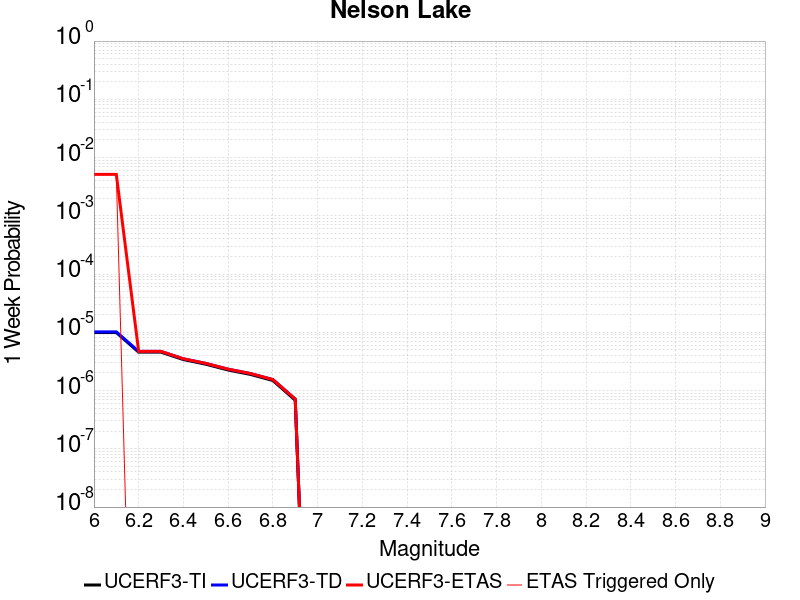 Nelson Lake
10^0
10^-1
10^-2
10^-3
10^-4
10^-5
10^-6
10^-7
10^-8
1 Week Probability
6 6.2 6.4 6.6 6.8 7 7.2 7.4 7.6 7.8 8 8.2 8.4 8.6 8.8 9
Magnitude
UCERF3-TI UCERF3-TD UCERF3-ETAS ETAS Triggered Only